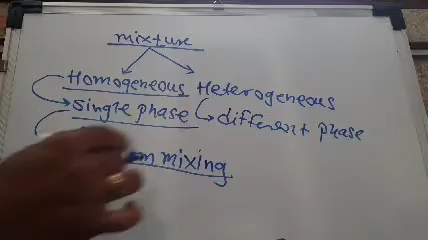 mixture
Homogeneous Heterogeneous
single phase different phase
mixing